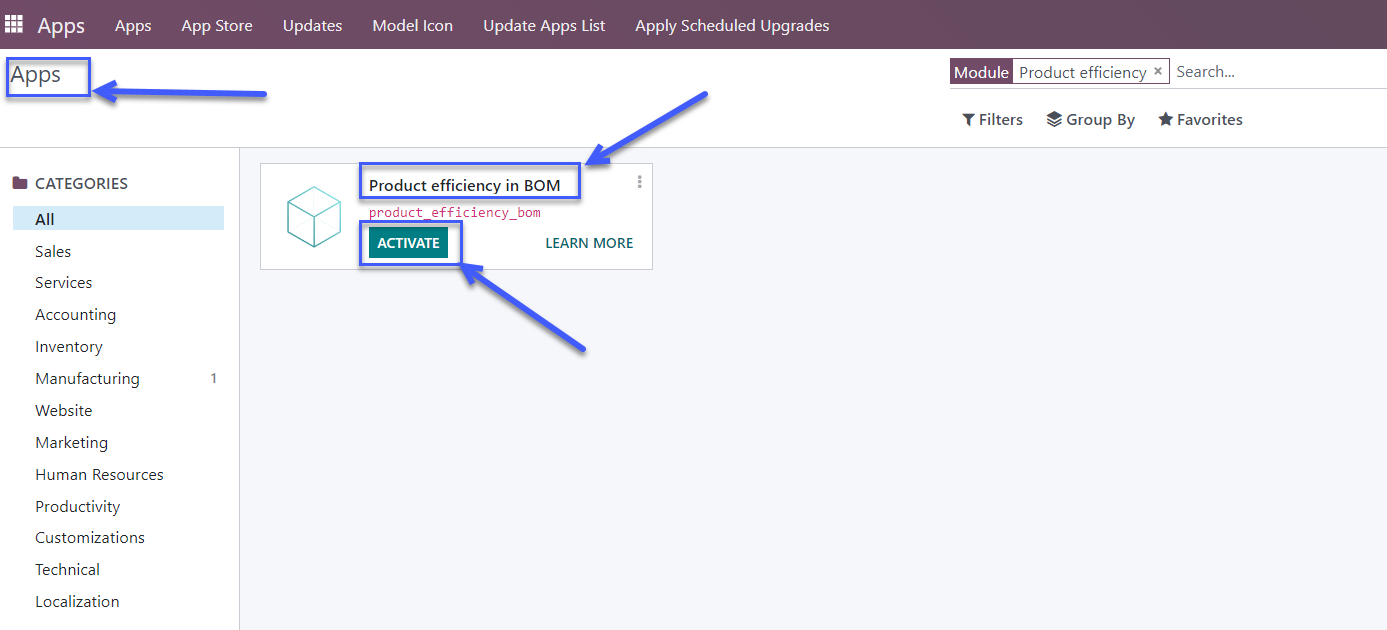 Apps Apps App Store Updates Model Icon Update Apps List Apply Scheduled Upgrades
Apps
Module Product efficiency × Search...
Filters Group By Favorites
CATEGORIES
All
Sales
Services
Accounting
Inventory
Manufacturing 1
Website
Marketing
Human Resources
Productivity
Customizations
Technical
Localization
Product efficiency in BOM
product_efficiency_bom
ACTIVATE LEARN MORE